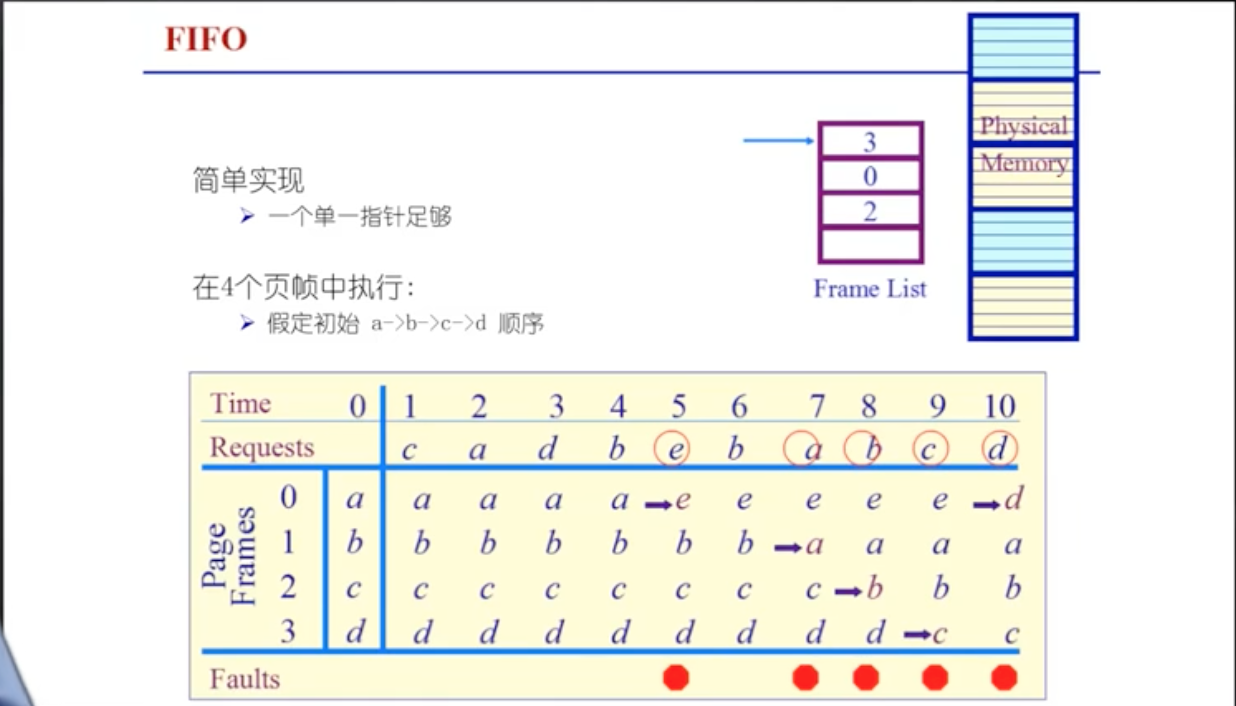 FIFO
简单实现
➢ 一个单一指针足够
在4个页帧中执行：
➢ 假定初始 a->b->c->d 顺序
3
0
2
Frame List
Physical
Memory
Time 0 1 2 3 4 5 6 7 8 9 10
Requests c a d b e b a b c d
Page
Frames
0 a a a a a e e e e e d
1 b b b b b b b a a a a
2 c c c c c c c c b b b
3 d d d d d d d d d c c
Faults